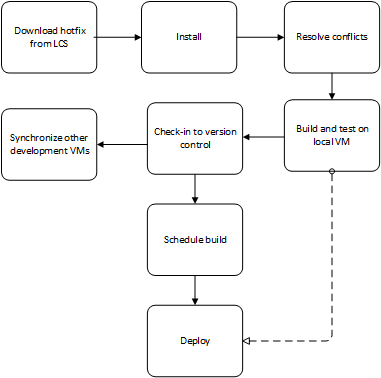 Download hotfix
from LCS
Install
Resolve conflicts
Build and test on
local VM
Check-in to version
control
Synchronize other
development VMs
Schedule build
Deploy